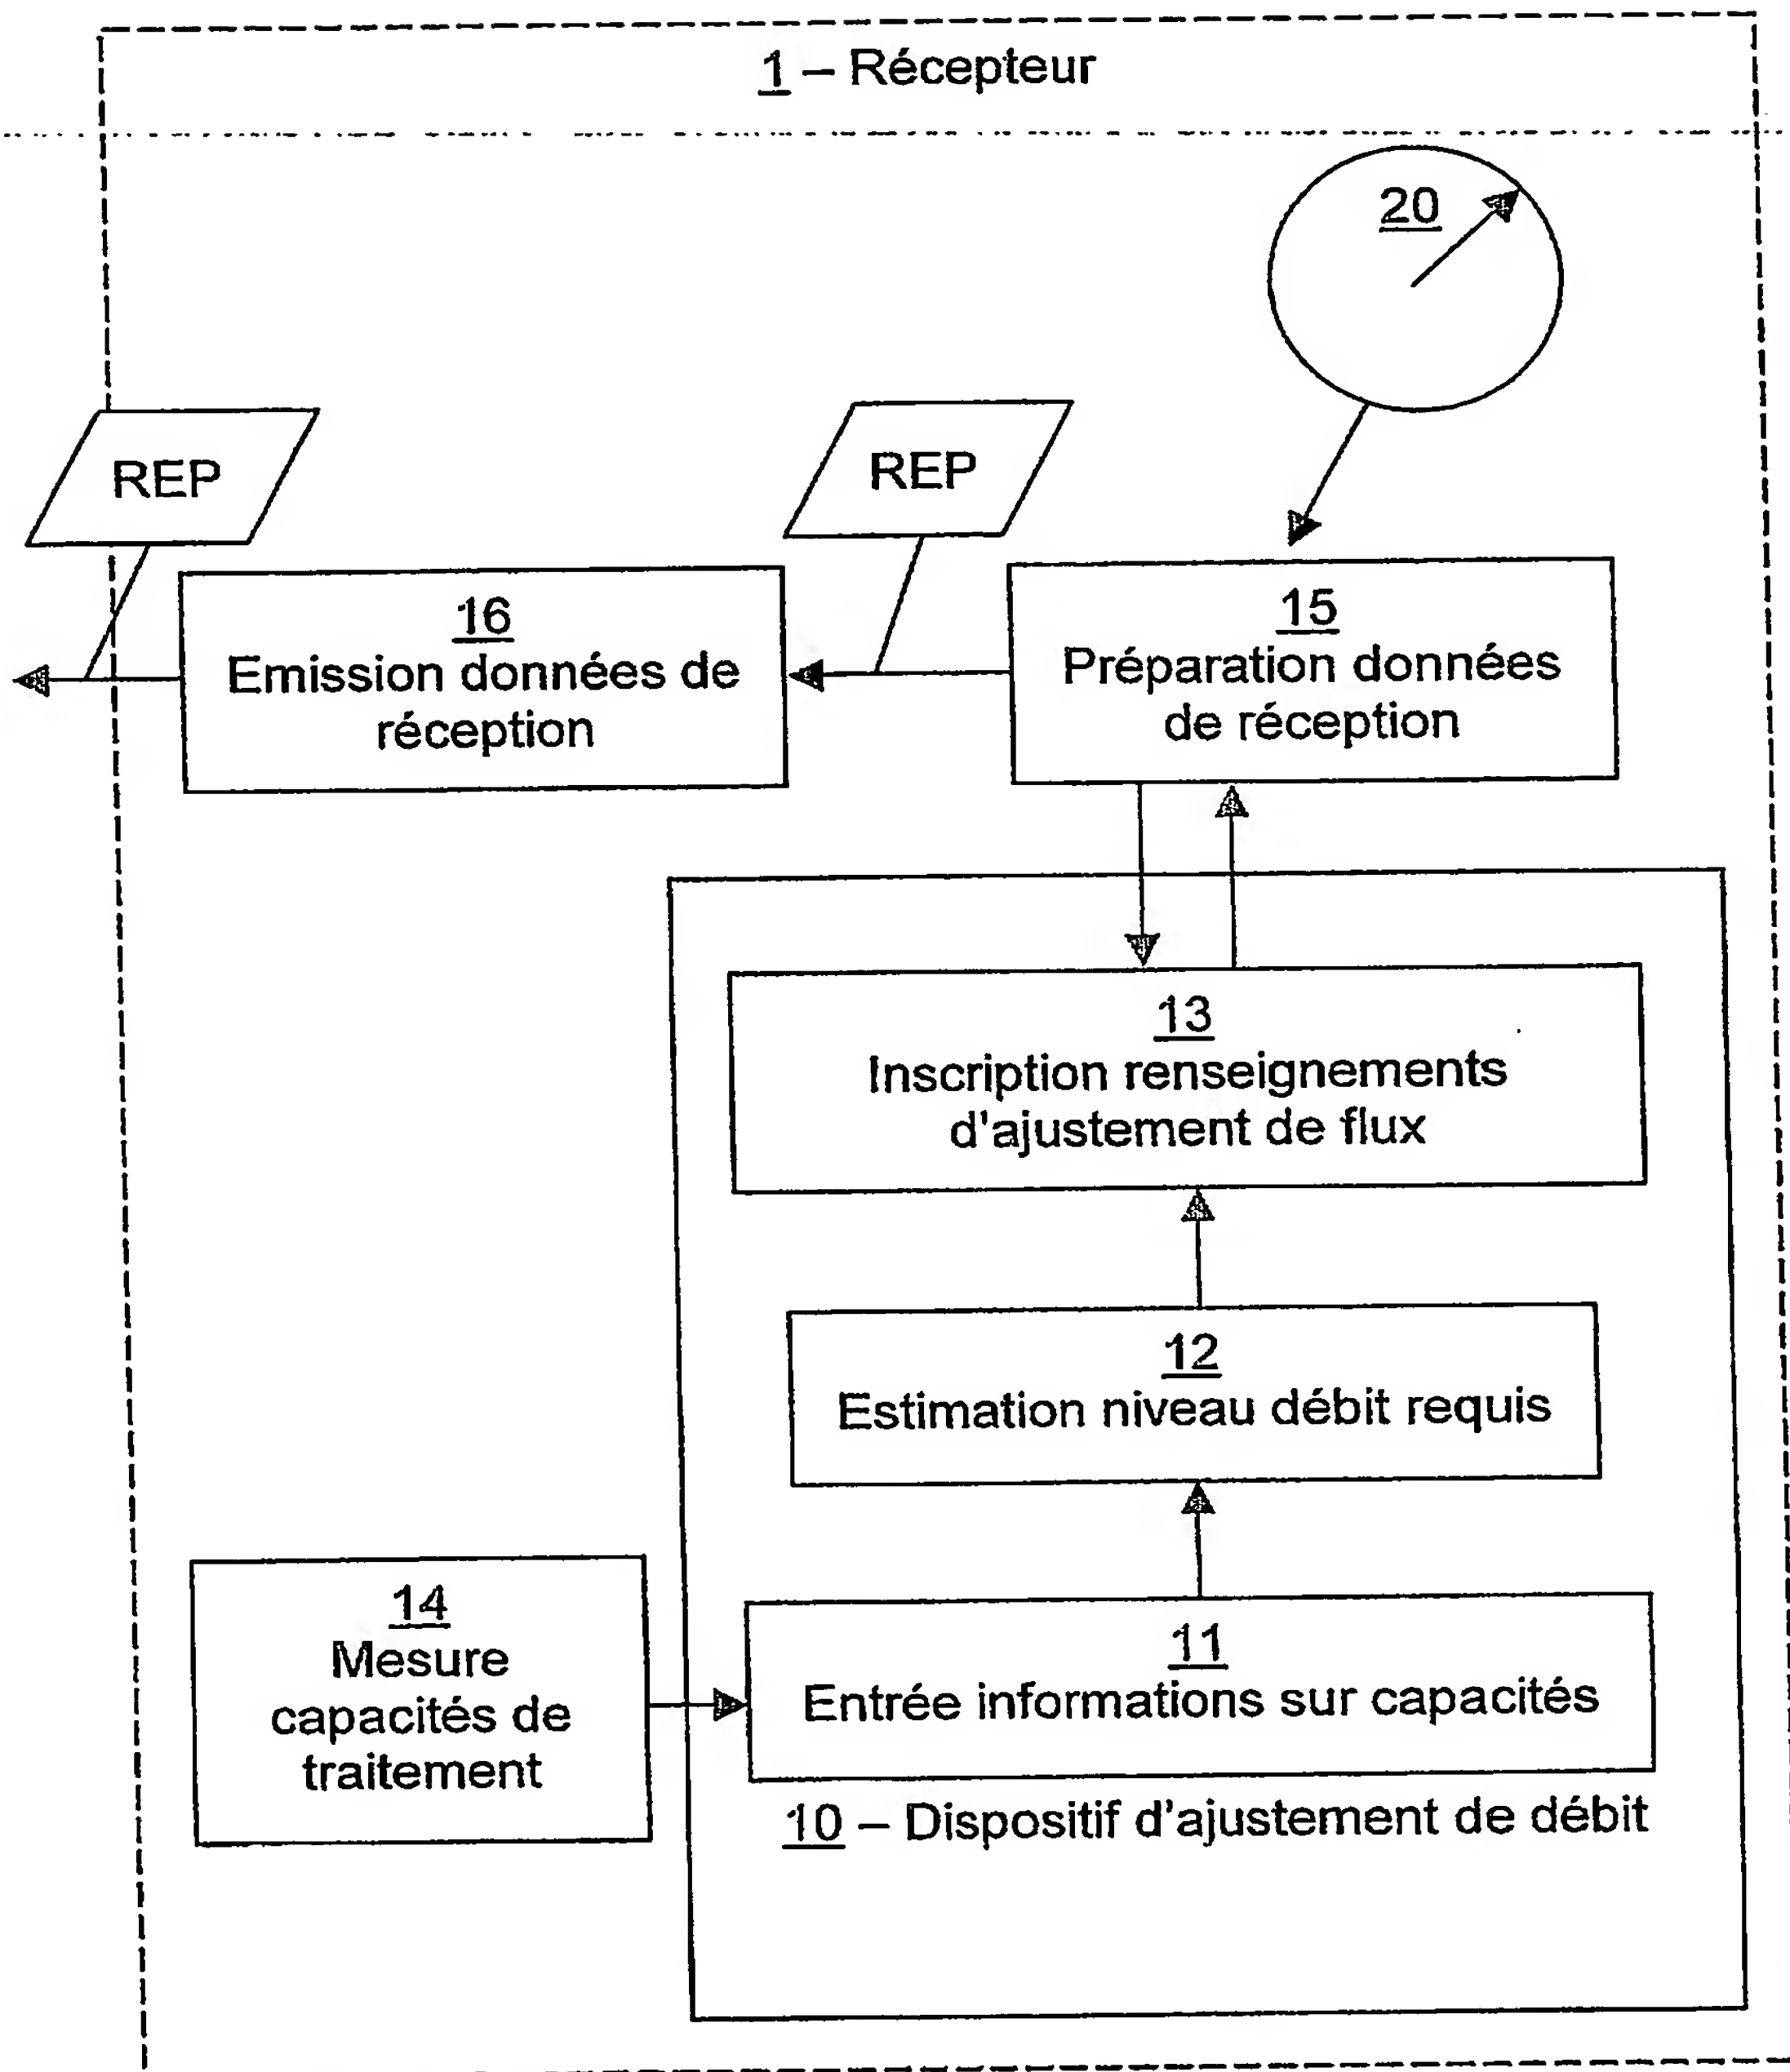 1 – Récepteur
20
REP
REP
16
Emission données de
réception
15
Préparation données
de réception
13
Inscription renseignements
d'ajustement de flux
12
Estimation niveau débit requis
14
Mesure
capacités de
traitement
11
Entrée informations sur capacités
10 – Dispositif d'ajustement de débit